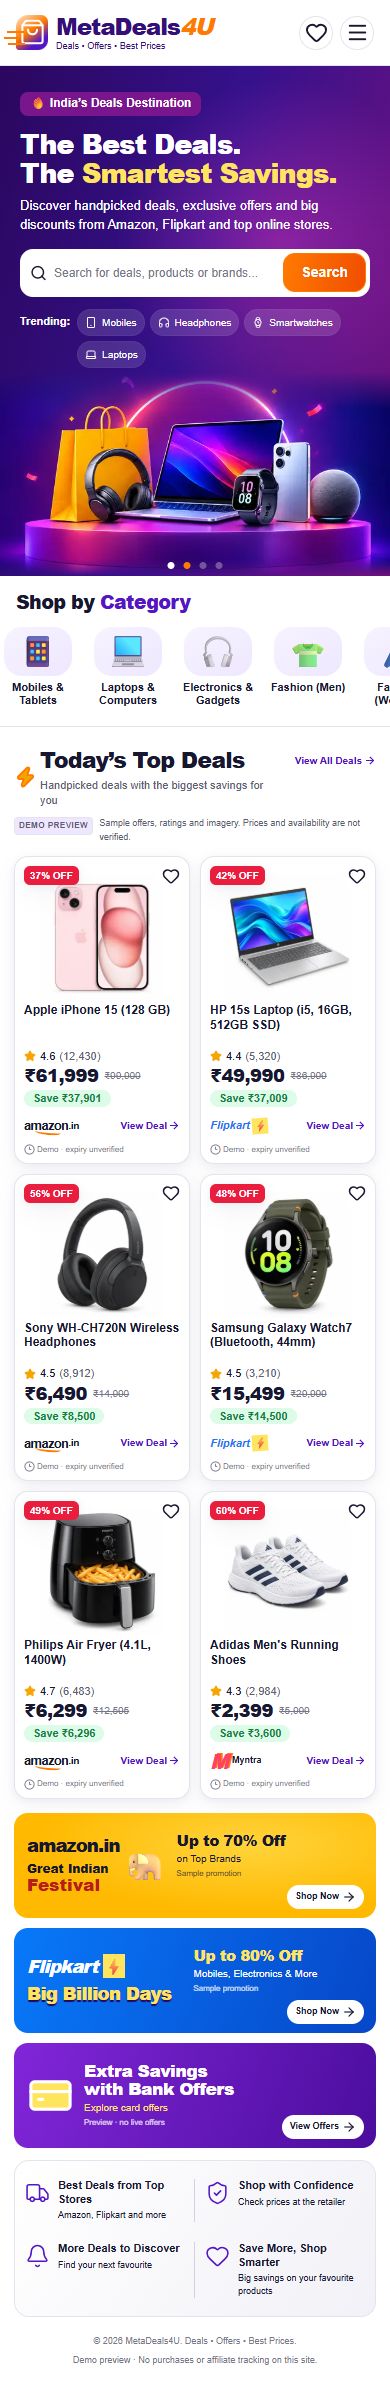 MetaDeals4U
Deals • Offers • Best Prices
India's Deals Destination
The Best Deals.
The Smartest Savings.
Discover handpicked deals, exclusive offers and big
discounts from Amazon, Flipkart and top online stores.
Search for deals, products or brands...
Search
Trending:
Mobiles
Headphones
Smartwatches
Laptops
10
08
Shop by Category
Mobiles &
Tablets
Laptops &
Computers
Electronics &
Gadgets
Fashion (Men)
Fa
(We
Today's Top Deals
View All Deals →
Handpicked deals with the biggest savings for
you
DEMO PREVIEW
Sample offers, ratings and imagery. Prices and availability are not
verified.
37% OFF
Apple iPhone 15 (128 GB)
4.6 (12,430)
₹61,999
Save ₹37,901
amazon.in
View Deal →
Demo · expiry unverified
42% OFF
HP 15s Laptop (i5, 16GB,
512GB SSD)
4.4 (5,320)
₹49,990 ₹86,999
Save ₹37,009
Flipkart
View Deal →
Demo · expiry unverified
56% OFF
Sony WH-CH720N Wireless
Headphones
4.5 (8,912)
₹6,490 ₹14,990
Save ₹8,500
amazon.in
View Deal →
Demo · expiry unverified
48% OFF
10
08
Samsung Galaxy Watch7
(Bluetooth, 44mm)
4.5 (3,210)
₹15,499 ₹29,999
Save ₹14,500
Flipkart
View Deal →
Demo · expiry unverified
49% OFF
Philips Air Fryer (4.1L,
1400W)
4.7 (6,483)
₹6,299 ₹12,595
Save ₹6,296
amazon.in
View Deal →
Demo · expiry unverified
60% OFF
Adidas Men's Running
Shoes
4.3 (2,984)
₹2,399 ₹5,999
Save ₹3,600
Myntra
View Deal →
Demo · expiry unverified
amazon.in
Great Indian
Festival
Up to 70% Off
on Top Brands
Sample promotion
Shop Now →
Flipkart
Big Billion Days
Up to 80% Off
Mobiles, Electronics & More
Sample promotion
Shop Now →
Extra Savings
with Bank Offers
Explore card offers
Preview · no live offers
View Offers →
Best Deals from Top
Stores
Amazon, Flipkart and more
Shop with Confidence
Check prices at the retailer
More Deals to Discover
Find your next favourite
Save More, Shop
Smarter
Big savings on your favourite
products
© 2026 MetaDeals4U. Deals • Offers • Best Prices.
Demo preview · No purchases or affiliate tracking on this site.